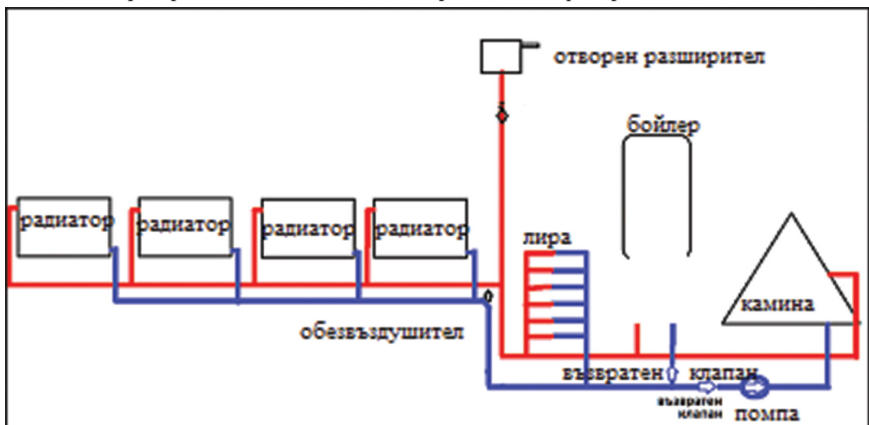 отворен разширител
бойлер
радиатор
радиатор
радиатор
радиатор
лира
камина
обезвъздушител
възвратен клапан
възвратен
клапан
помпа